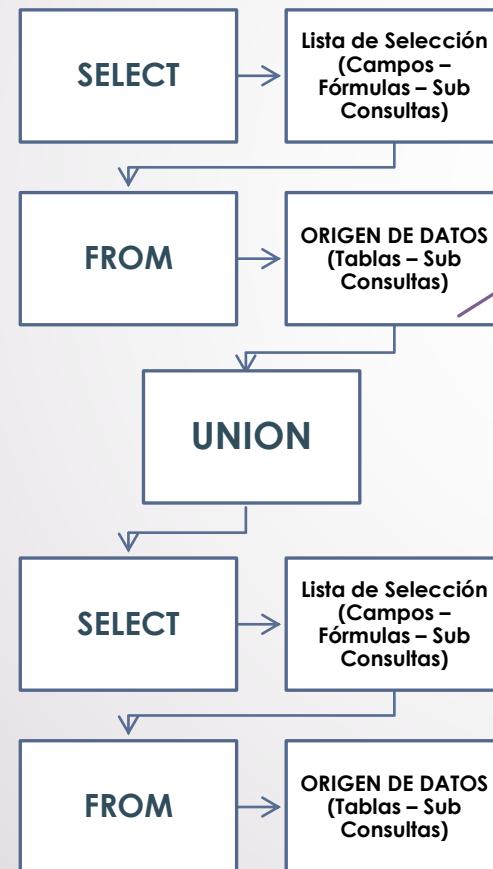 SELECT
Lista de Selección
(Campos –
Fórmulas – Sub
Consultas)
FROM
ORIGEN DE DATOS
(Tablas – Sub
Consultas)
UNION
SELECT
Lista de Selección
(Campos –
Fórmulas – Sub
Consultas)
FROM
ORIGEN DE DATOS
(Tablas – Sub
Consultas)